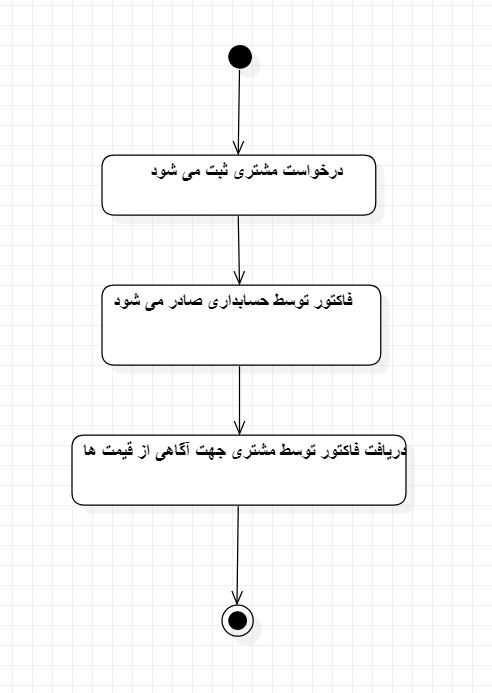 درخواست مشتری ثبت می شود
فاکتور توسط حسابداری صادر می شود
دریافت فاکتور توسط مشتری جهت آگاهی از قیمت ها